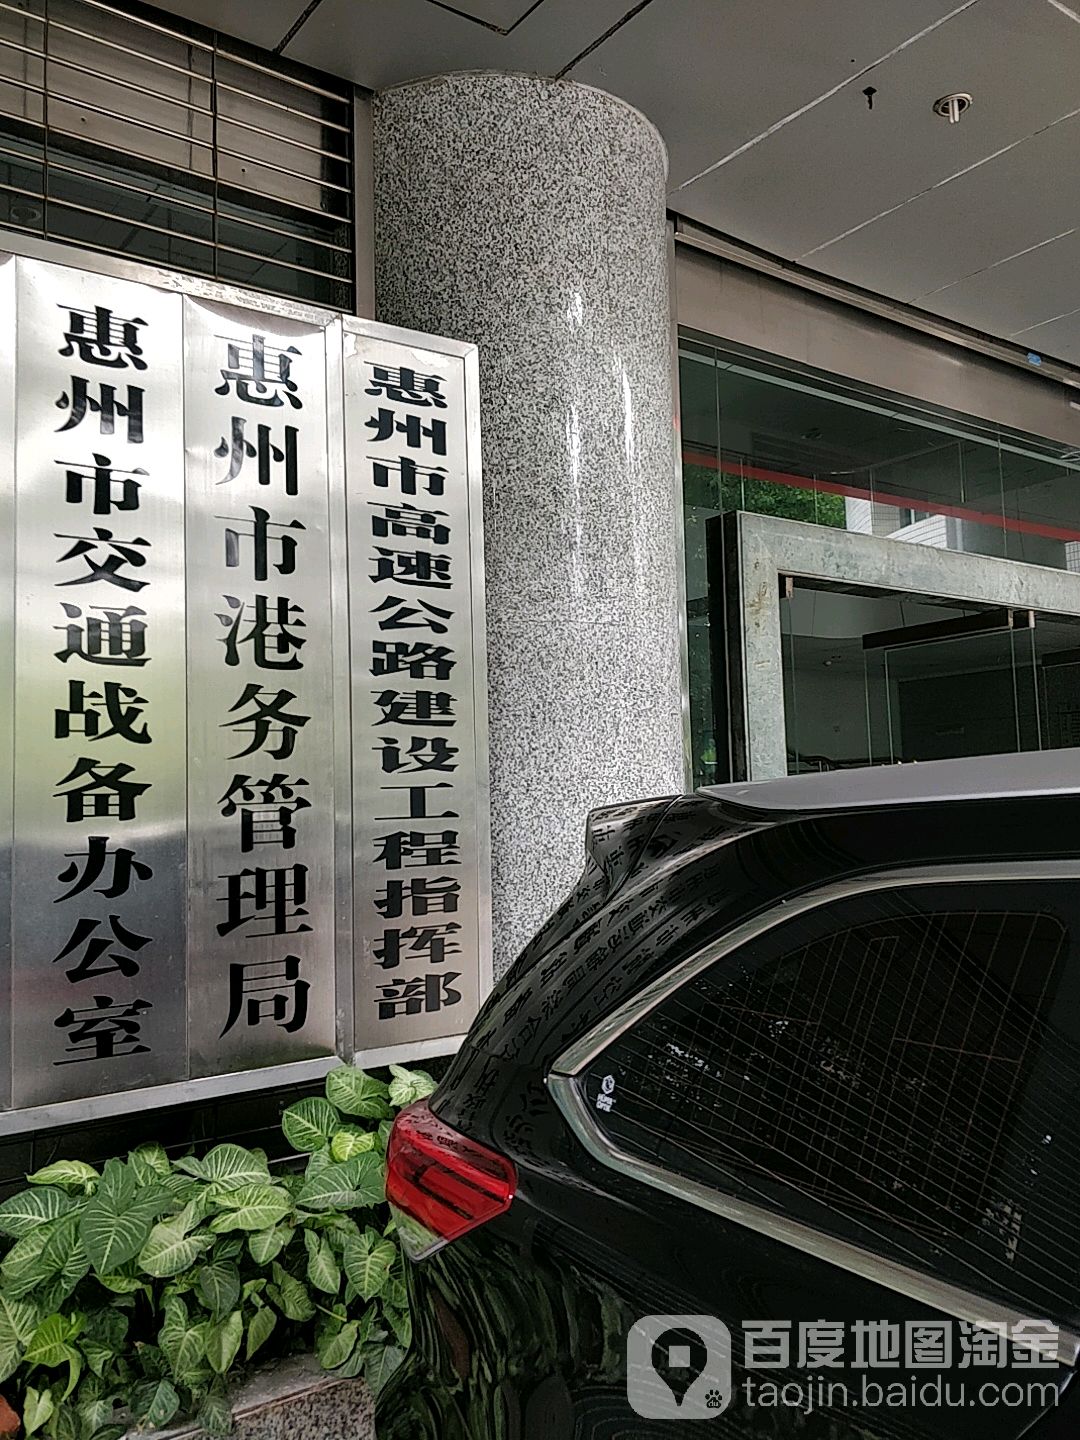 惠州市交通战备办公室
惠州市港务管理局
惠州市高速公路建设工程指挥部
百度地图淘金
taojin.baidu.com
du